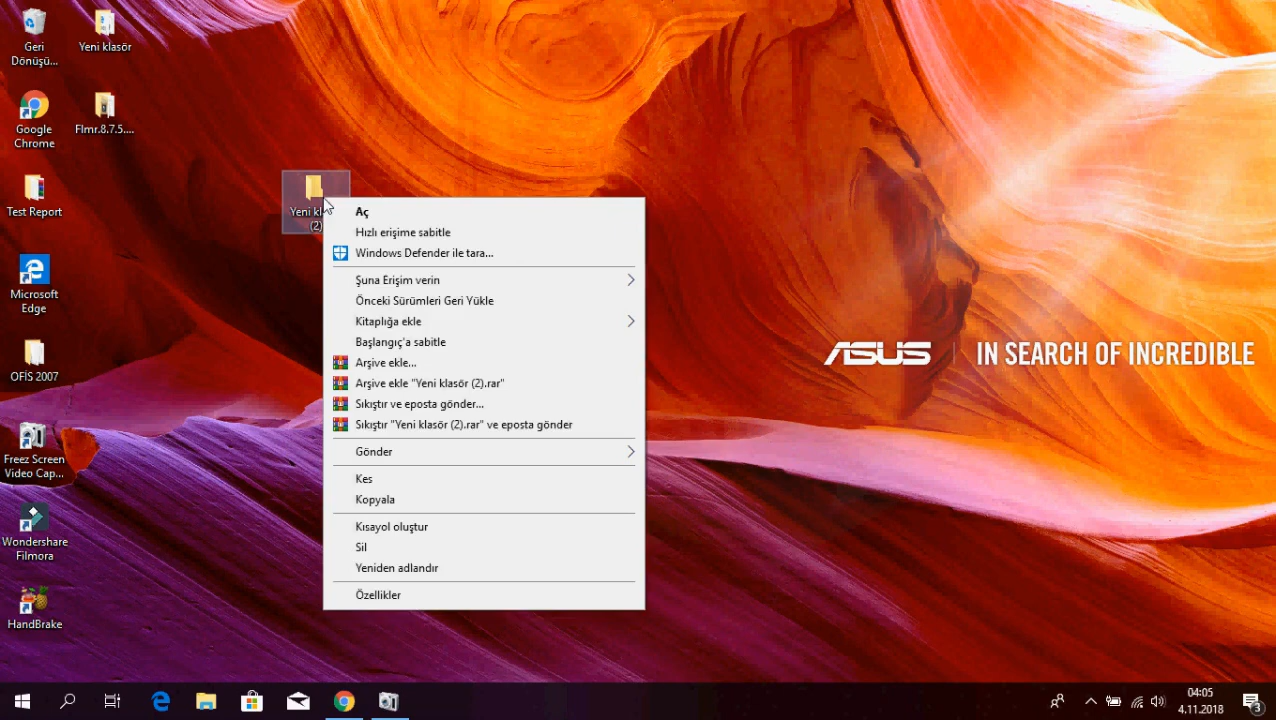 Geri
Dönüşü...
Yeni klasör
Google
Chrome
Flmr.8.7.5....
Test Report
Microsoft
Edge
OFİS 2007
Freez Screen
Video Cap...
Wondershare
Filmora
HandBrake
Yeni
(2)
Aç
Hızlı erişime sabitle
Windows Defender ile tara...
Şuna Erişim verin
Önceki Sürümleri Geri Yükle
Kitaplığa ekle
Başlangıç'a sabitle
Arşive ekle...
Arşive ekle "Yeni klasör (2).rar"
Sıkıştır ve eposta gönder...
Sıkıştır "Yeni klasör (2).rar" ve eposta gönder
Gönder
Kes
Kopyala
Kısayol oluştur
Sil
Yeniden adlandır
Özellikler
ASUS IN SEARCH OF INCREDIBLE
04:05
4.11.2018
3